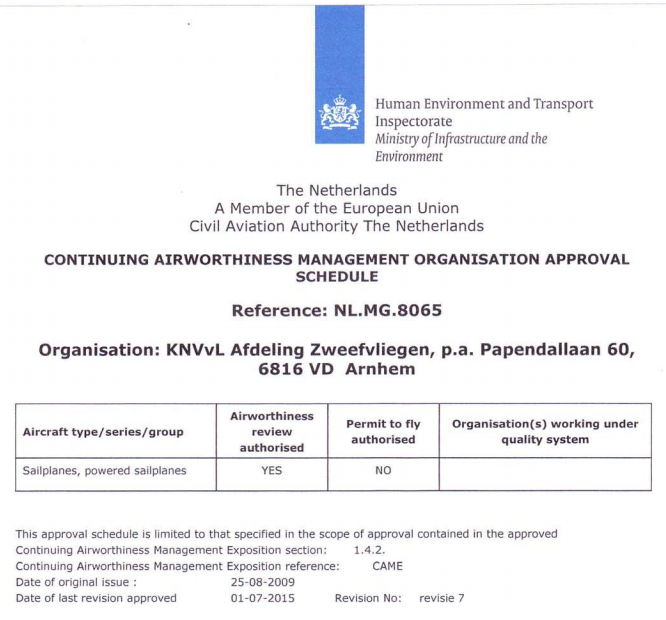 Human Environment and Transport
Inspectorate
Ministry of Infrastructure and the
Environment
The Netherlands
A Member of the European Union
Civil Aviation Authority The Netherlands
CONTINUING AIRWORTHINESS MANAGEMENT ORGANISATION APPROVAL
SCHEDULE
Reference: NL.MG.8065
Organisation: KNVvL Afdeling Zweefvliegen, p.a. Papendallaan 60,
6816 VD Arnhem
Aircraft type/series/group
Airworthiness
review
authorised
Permit to fly
authorised
Organisation(s) working under
quality system
Sailplanes, powered sailplanes YES NO
This approval schedule is limited to that specified in the scope of approval contained in the approved
Continuing Airworthiness Management Exposition section: 1.4.2.
Continuing Airworthiness Management Exposition reference: CAME
Date of original issue : 25-08-2009
Date of last revision approved 01-07-2015 Revision No: revisie 7